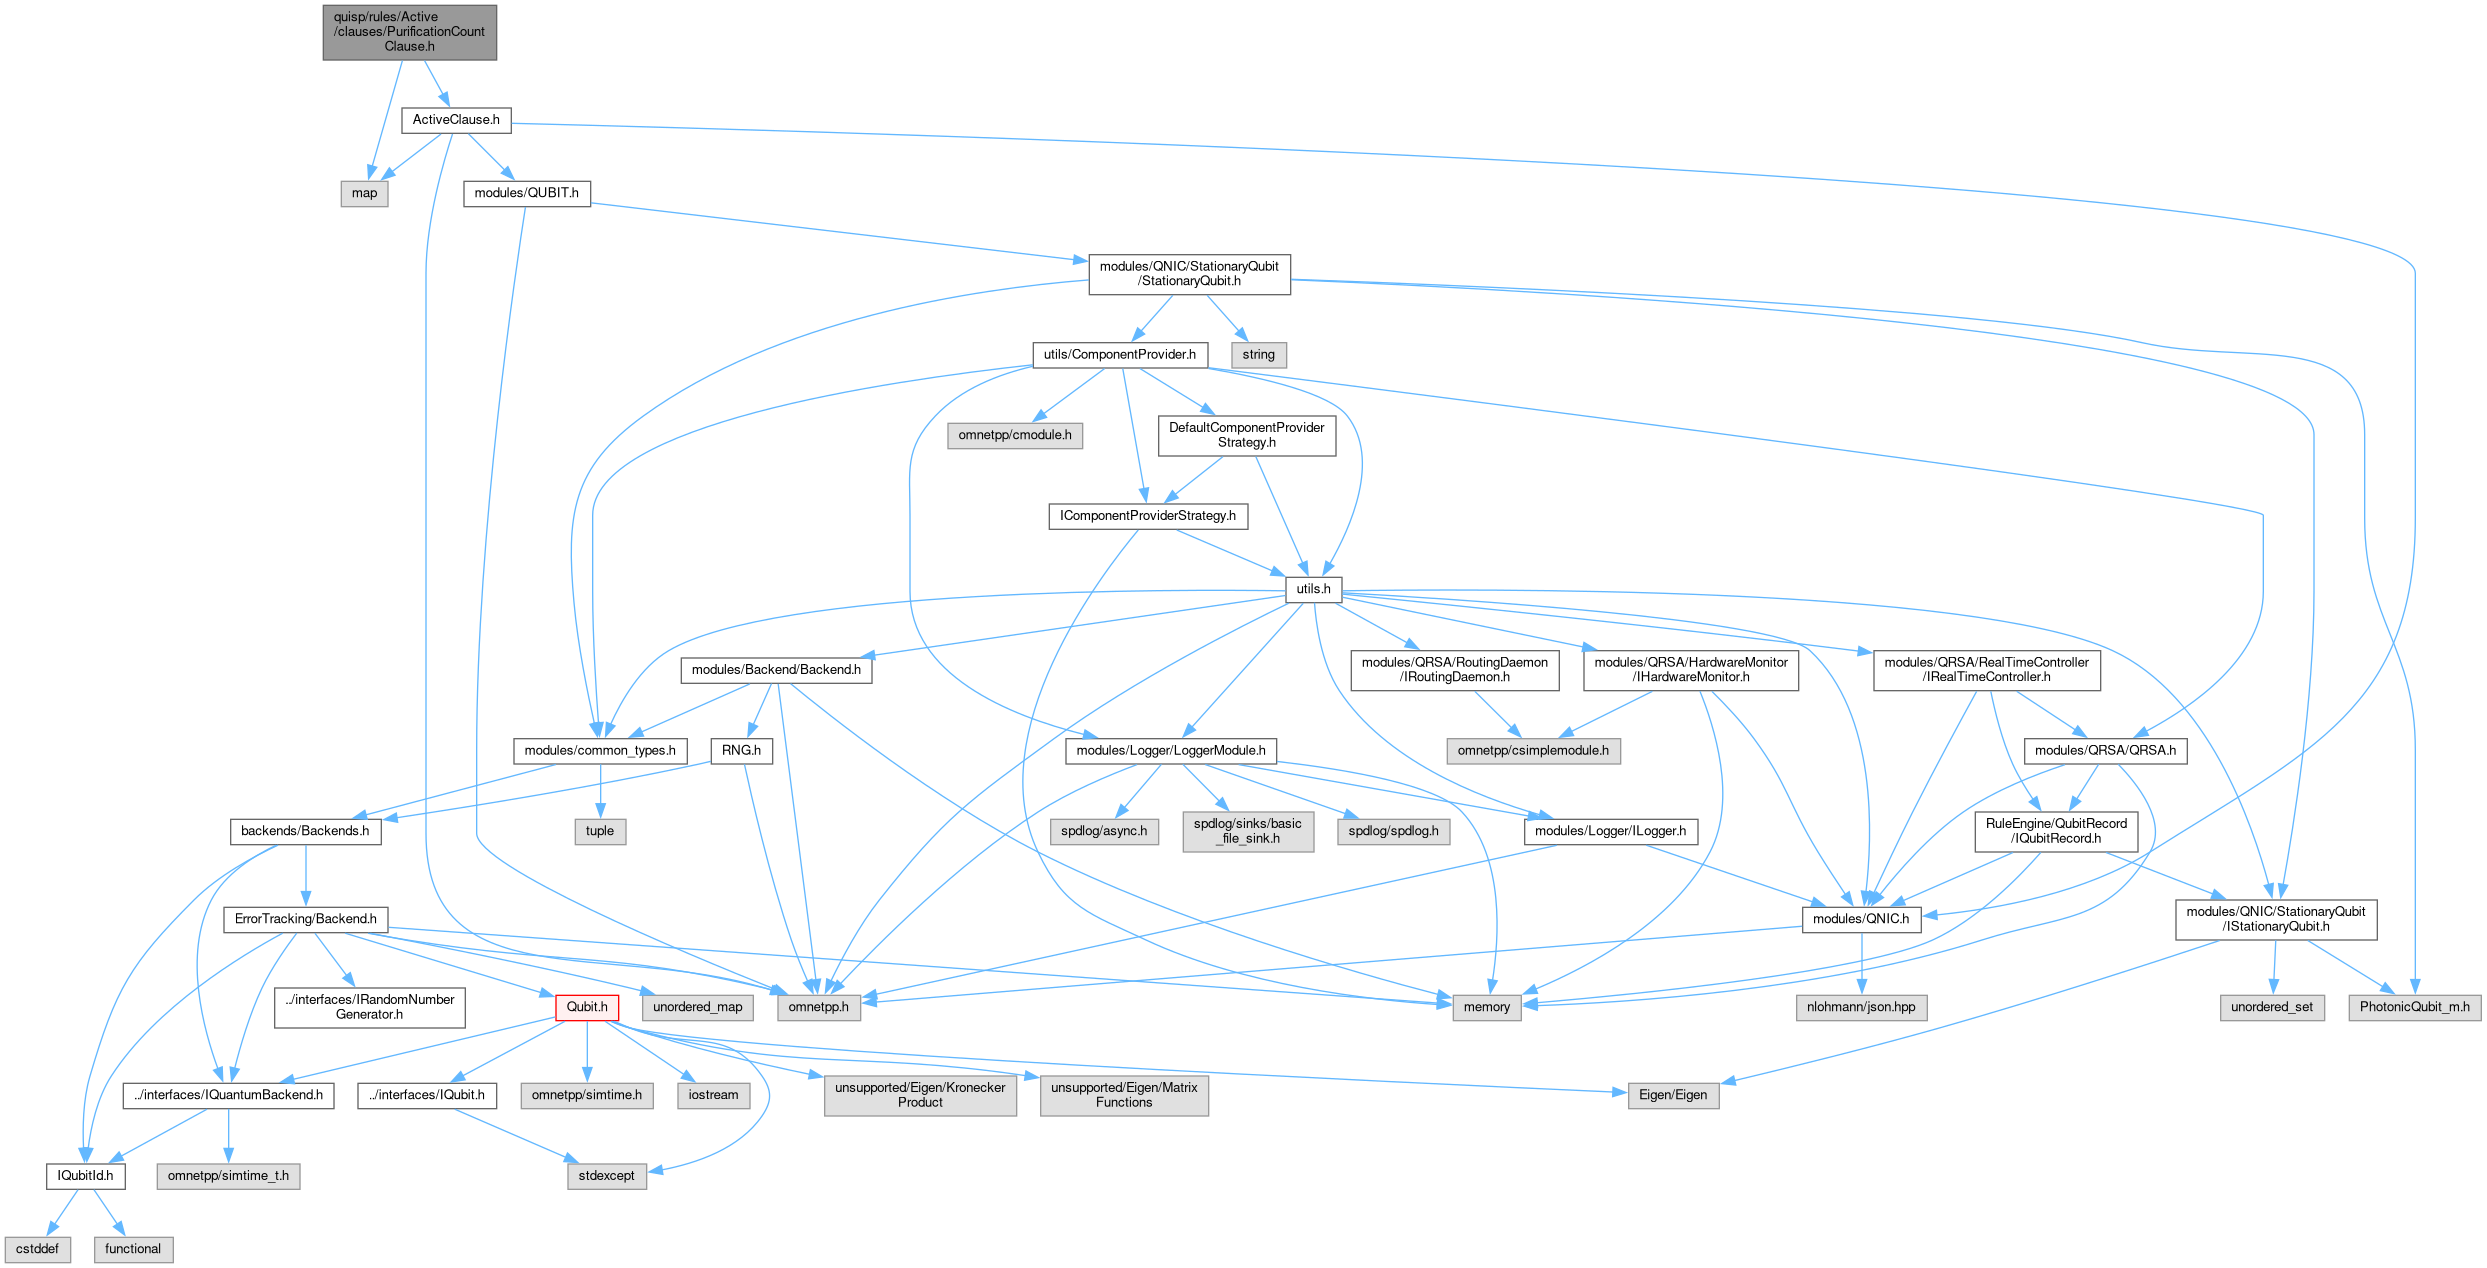 quisp/rules/Active
/clauses/PurificationCount
Clause.h
ActiveClause.h
map
modules/QUBIT.h
modules/QNIC/StationaryQubit
/StationaryQubit.h
utils/ComponentProvider.h
string
omnetpp/cmodule.h
DefaultComponentProvider
Strategy.h
IComponentProviderStrategy.h
utils.h
modules/Backend/Backend.h
modules/QRSA/RoutingDaemon
/IRoutingDaemon.h
modules/QRSA/HardwareMonitor
/IHardwareMonitor.h
modules/QRSA/RealTimeController
/IRealTimeController.h
modules/common_types.h
RNG.h
modules/Logger/LoggerModule.h
omnetpp/csimplemodule.h
modules/QRSA/QRSA.h
backends/Backends.h
tuple
spdlog/async.h
spdlog/sinks/basic
_file_sink.h
spdlog/spdlog.h
modules/Logger/ILogger.h
RuleEngine/QubitRecord
/IQubitRecord.h
ErrorTracking/Backend.h
modules/QNIC.h
modules/QNIC/StationaryQubit
/IStationaryQubit.h
../interfaces/IRandomNumber
Generator.h
Qubit.h
unordered_map
omnetpp.h
memory
nlohmann/json.hpp
unordered_set
PhotonicQubit_m.h
../interfaces/IQuantumBackend.h
../interfaces/IQubit.h
omnetpp/simtime.h
iostream
unsupported/Eigen/Kronecker
Product
unsupported/Eigen/Matrix
Functions
Eigen/Eigen
IQubitId.h
omnetpp/simtime_t.h
stdexcept
cstddef
functional